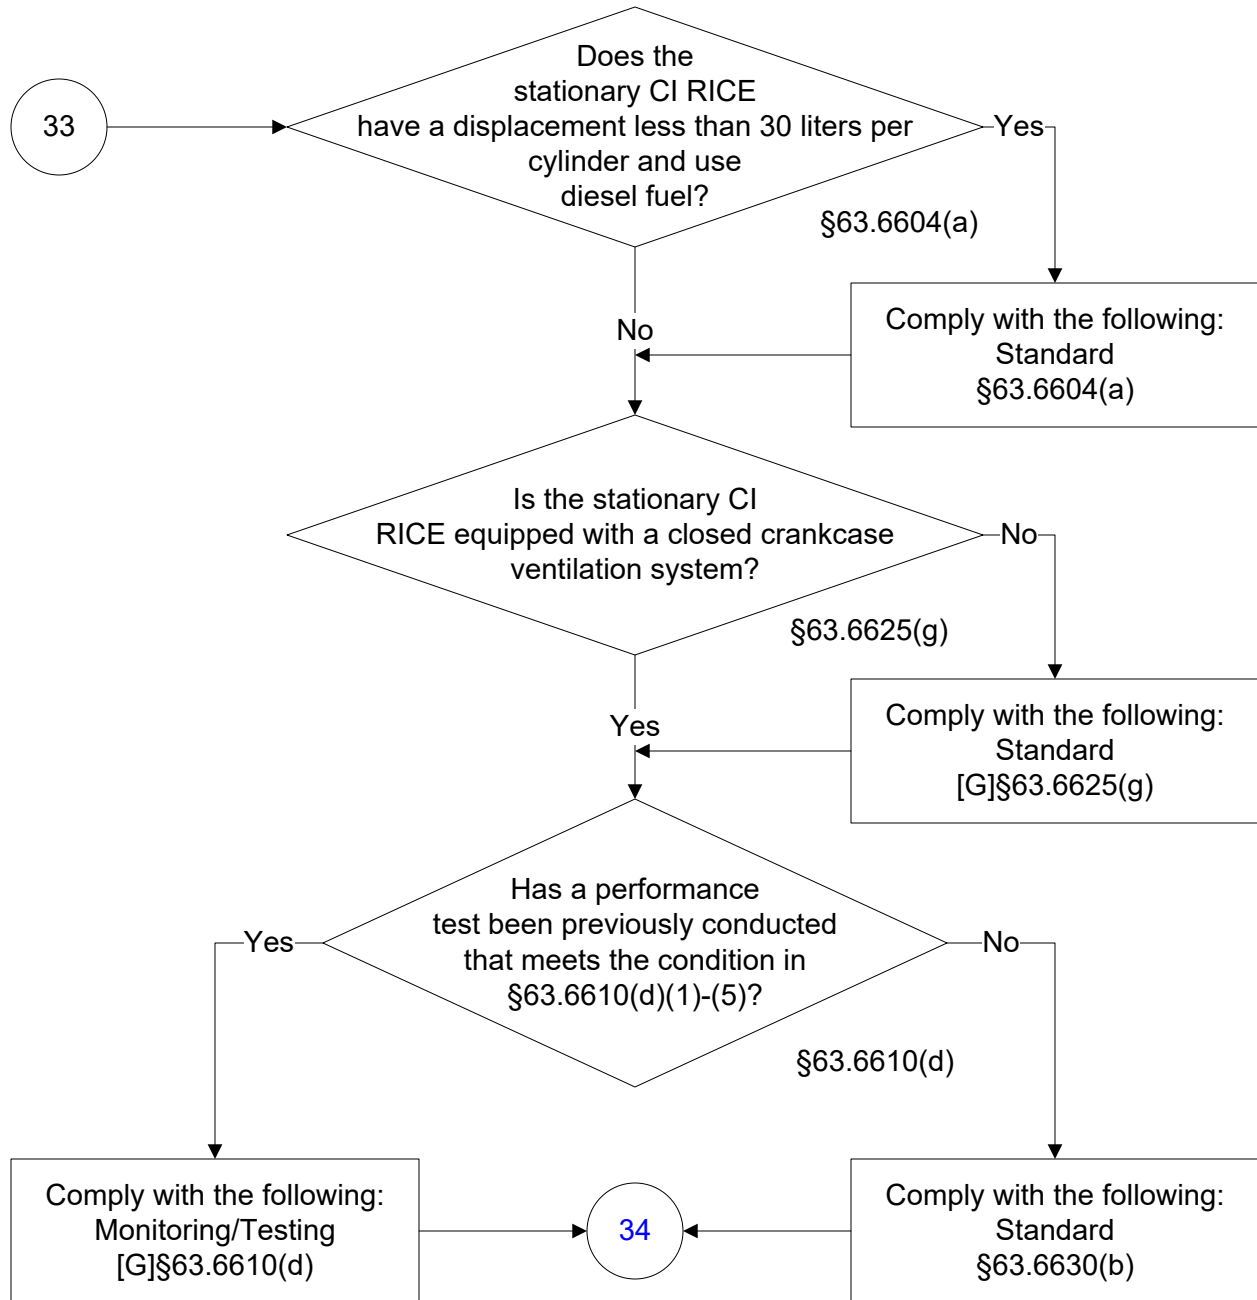 33
Does the
stationary CI RICE
have a displacement less than 30 liters per
cylinder and use
diesel fuel?
Yes
§63.6604(a)
No
Comply with the following:
Standard
§63.6604(a)
Is the stationary CI
RICE equipped with a closed crankcase
ventilation system?
No
§63.6625(g)
Yes
Comply with the following:
Standard
[G]§63.6625(g)
Has a performance
test been previously conducted
that meets the condition in
§63.6610(d)(1)-(5)?
Yes
No
§63.6610(d)
Comply with the following:
Monitoring/Testing
[G]§63.6610(d)
34
Comply with the following:
Standard
§63.6630(b)